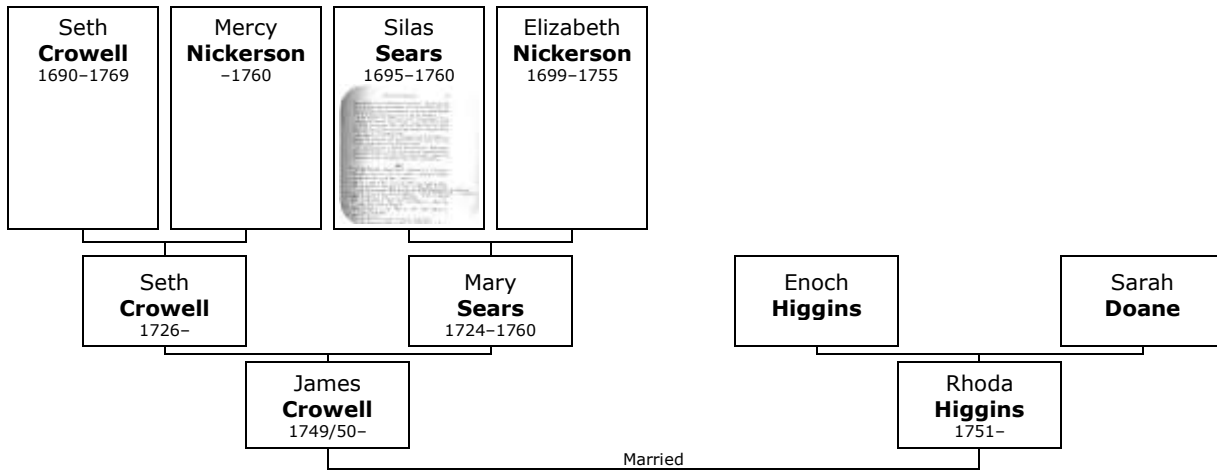 Seth
Crowell
1690–1769
Mercy
Nickerson
–1760
Silas
Sears
1695–1760
Elizabeth
Nickerson
1699–1755
Seth
Crowell
1726–
Mary
Sears
1724–1760
Enoch
Higgins
Sarah
Doane
James
Crowell
1749/50–
Rhoda
Higgins
1751–
Married